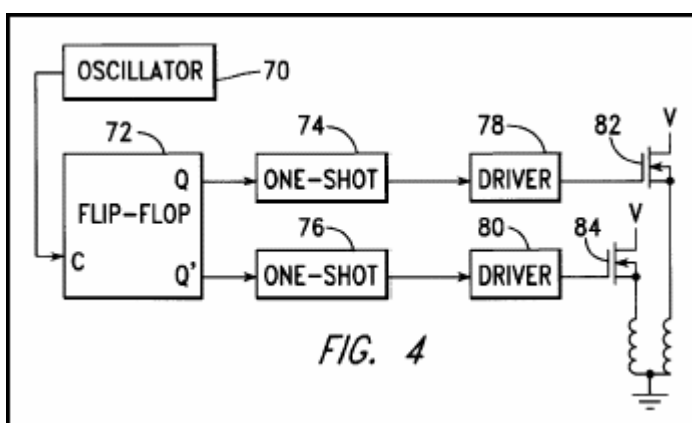 OSCILLATOR
70
72
74
78
82
V
Q
ONE-SHOT
DRIVER
FLIP-FLOP
76
80
84
V
C
Q'
ONE-SHOT
DRIVER
FIG. 4